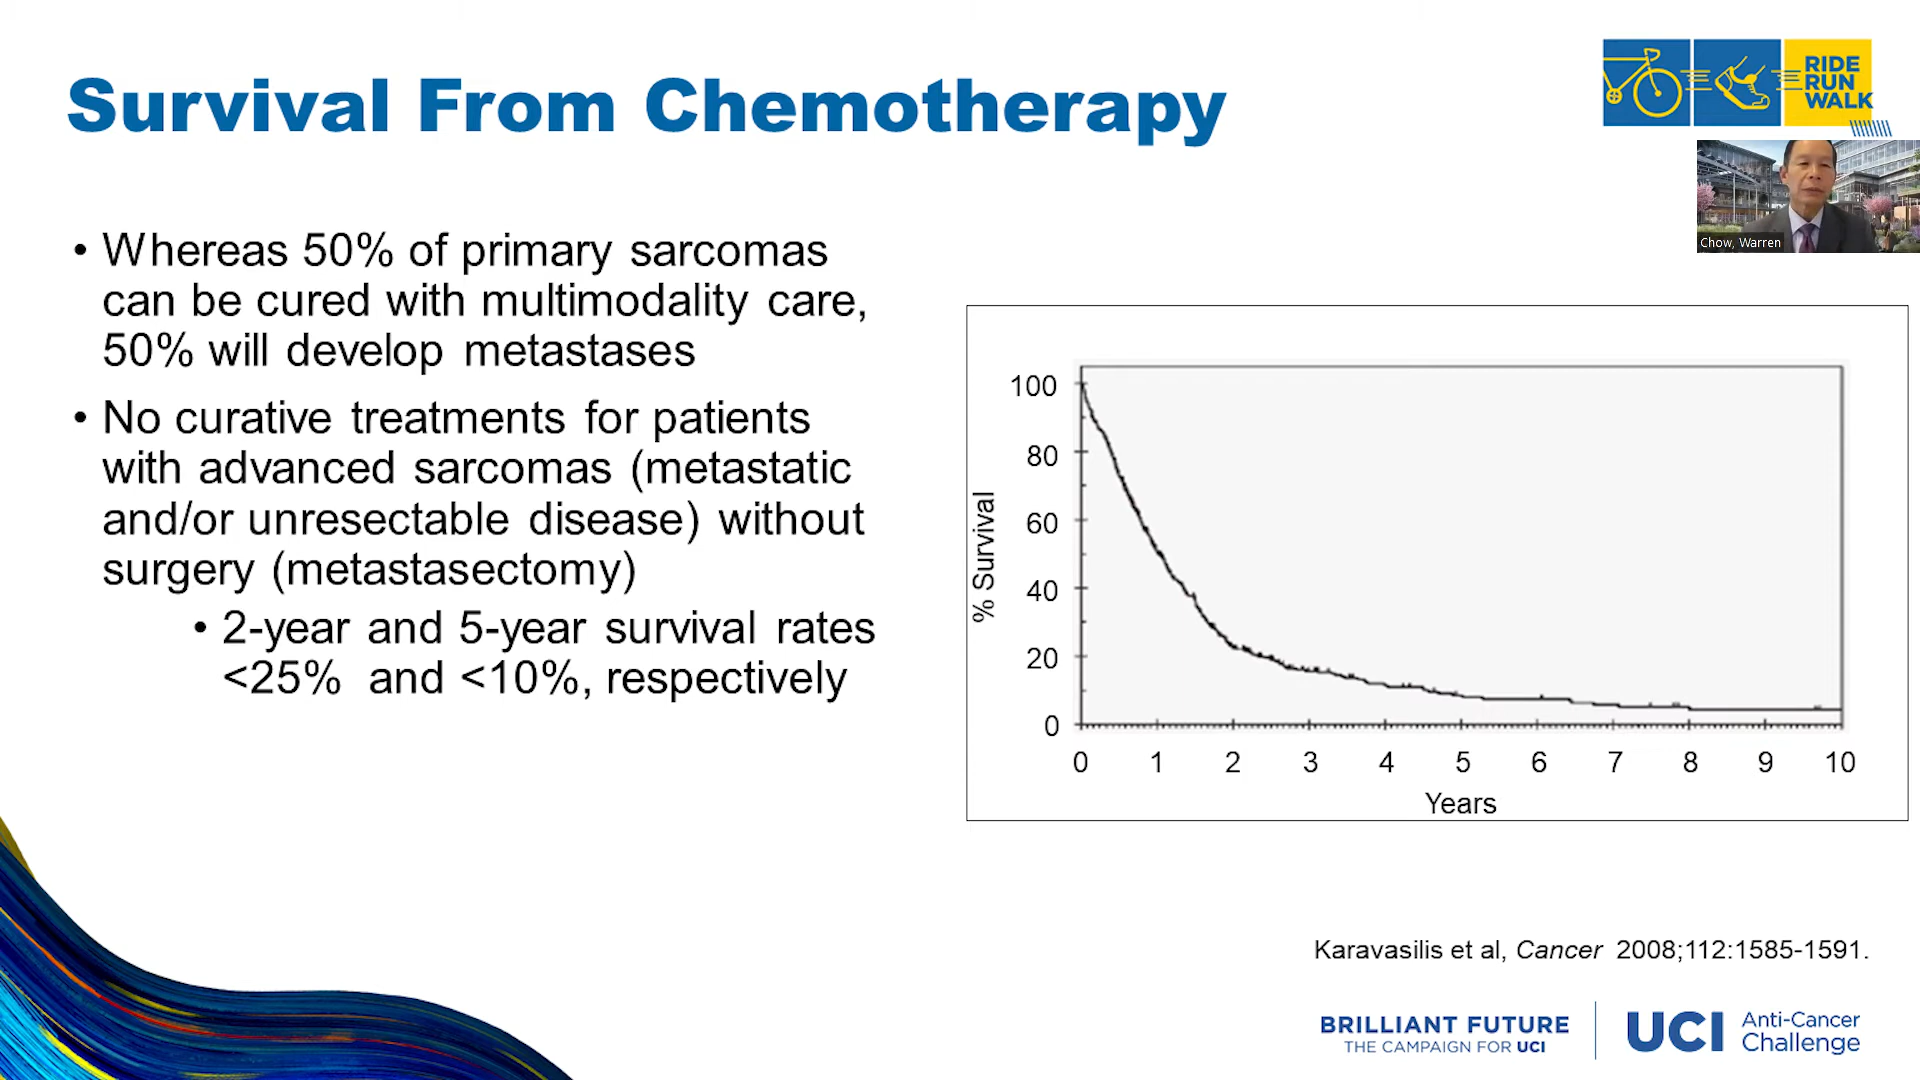 Survival From Chemotherapy
RIDE
RUN
WALK
Chow, Warren
• Whereas 50% of primary sarcomas
can be cured with multimodality care,
50% will develop metastases
• No curative treatments for patients
with advanced sarcomas (metastatic
and/or unresectable disease) without
surgery (metastasectomy)
• 2-year and 5-year survival rates
<25% and <10%, respectively
% Survival
100
80
60
40
20
0
0 1 2 3 4 5 6 7 8 9 10
Years
Karavasilis et al, Cancer 2008;112:1585-1591.
BRILLIANT FUTURE
THE CAMPAIGN FOR UCI
UCI
Anti-Cancer
Challenge